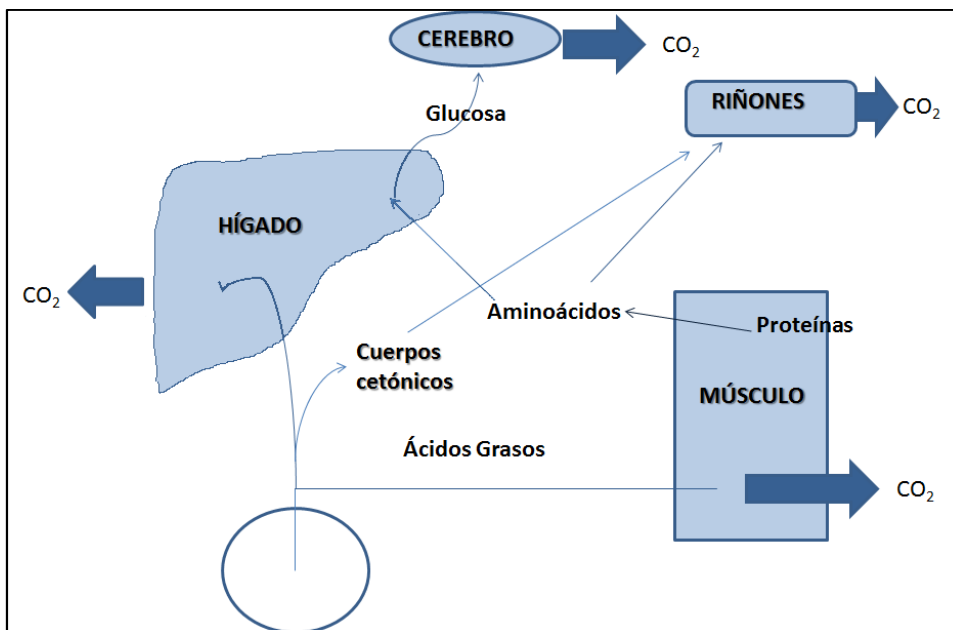 CEREBRO
CO₂
RIÑONES
CO₂
Glucosa
HÍGADO
CO₂
Aminoácidos
Proteínas
Cuerpos
cetónicos
MÚSCULO
Ácidos Grasos
CO₂